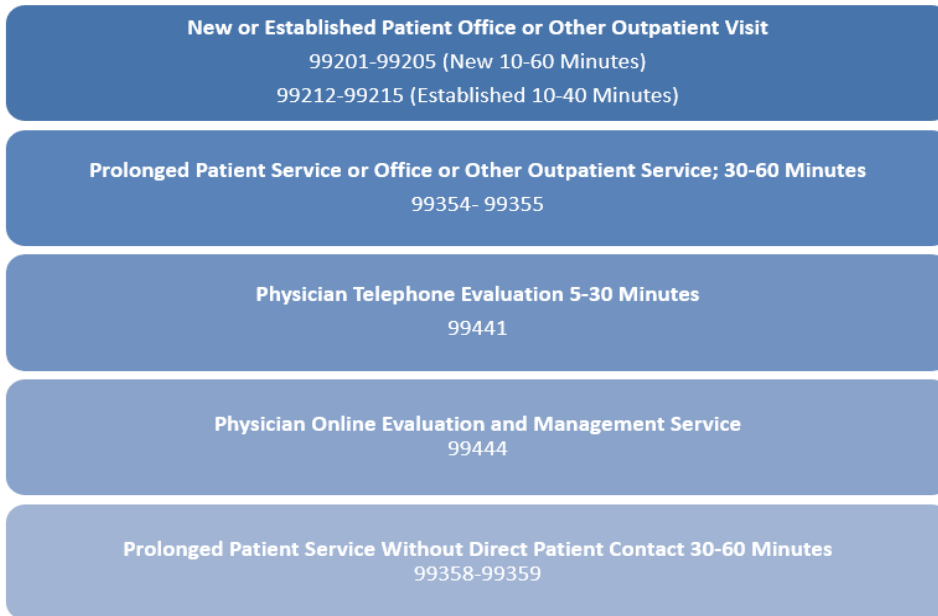 New or Established Patient Office or Other Outpatient Visit
99201-99205 (New 10-60 Minutes)
99212-99215 (Established 10-40 Minutes)
Prolonged Patient Service or Office or Other Outpatient Service; 30-60 Minutes
99354- 99355
Physician Telephone Evaluation 5-30 Minutes
99441
Physician Online Evaluation and Management Service
99444
Prolonged Patient Service Without Direct Patient Contact 30-60 Minutes
99358-99359